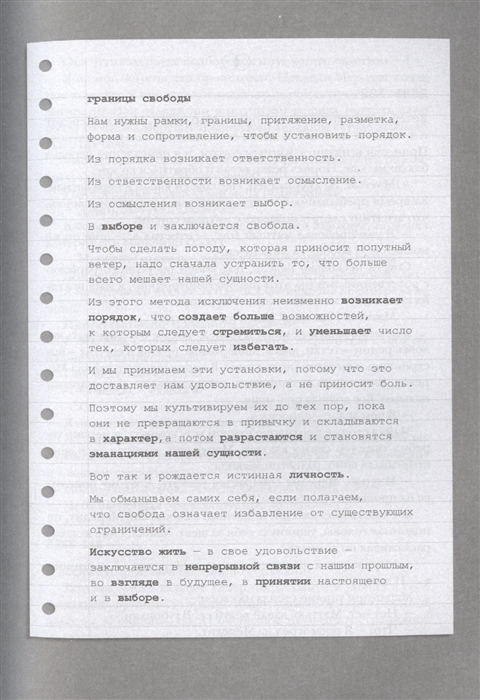 границы свободы
Нам нужны рамки, границы, притяжение, разметка,
форма и сопротивление, чтобы установить порядок.
Из порядка возникает ответственность.
Из ответственности возникает осмысление.
Из осмысления возникает выбор.
В выборе и заключается свобода.
Чтобы сделать погоду, которая приносит попутный
ветер, надо сначала устранить то, что больше
всего мешает нашей сущности.
Из этого метода исключения неизменно возникает
порядок, что создает больше возможностей,
к которым следует стремиться, и уменьшает число
тех, которых следует избегать.
И мы принимаем эти установки, потому что это
доставляет нам удовольствие, а не приносит боль.
Поэтому мы культивируем их до тех пор, пока
они не превращаются в привычку и складываются
в характер,а потом разрастаются и становятся
эманациями нашей сущности.
Вот так и рождается истинная личность.
Мы обманываем самих себя, если полагаем,
что свобода означает избавление от существующих
ограничений.
Искусство жить — в свое удовольствие —
заключается в непрерывной связи с нашим прошлым,
во взгляде в будущее, в принятии настоящего
и в выборе.